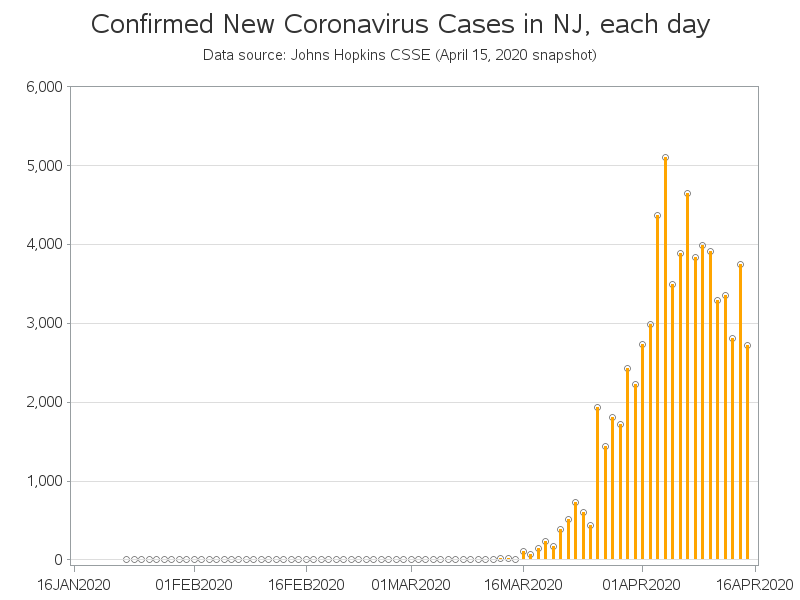 Confirmed New Coronavirus Cases in NJ, each day
Data source: Johns Hopkins CSSE (April 15, 2020 snapshot)
6,000
5,000
4,000
3,000
2,000
1,000
0
16JAN2020 01FEB2020 16FEB2020 01MAR2020 16MAR2020 01APR2020 16APR2020